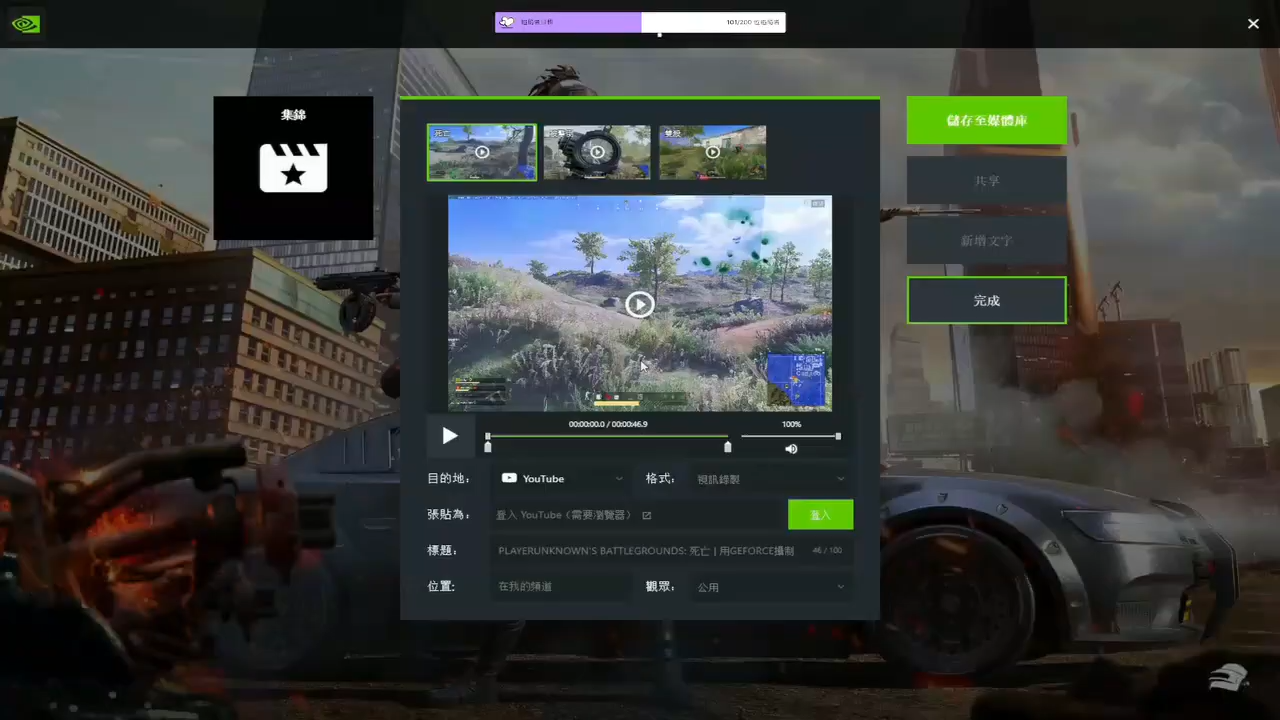 101/200
集錦
死亡
雙殺
儲存至媒體庫
共享
新增文字
完成
00:00:00.0 / 00:00:46.9
100%
目的地:
YouTube
格式:
視訊錄製
張貼為:
登入 YouTube（需要瀏覽器）
登入
標題:
PLAYERUNKNOWN'S BATTLEGROUNDS: 死亡 | 用GEFORCE攝制
46 / 100
位置:
在我的頻道
觀眾:
公用